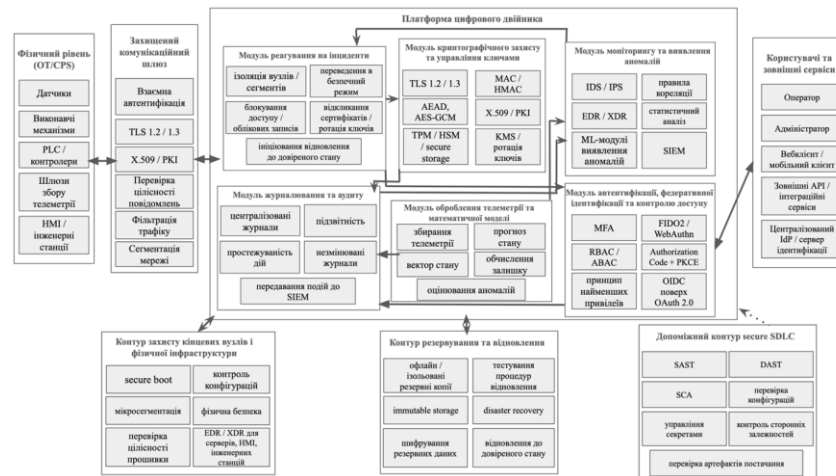 Платформа цифрового двійника
Фізичний рівень
(OT/CPS)
Датчики
Виконавчі
механізми
PLC /
контролери
Шлюзи
збору
телеметрії
HMI /
інженерні
станції
Захищений
комунікаційний
шлюз
Взаємна
автентифікація
TLS 1.2 / 1.3
X.509 / PKI
Перевірка
цілісності
повідомлень
Фільтрація
трафіку
Сегментація
мережі
Модуль реагування на інциденти
ізоляція вузлів /
сегментів
переведення в
безпечний
режим
блокування
доступу /
облікових записів
відкликання
сертифікатів /
ротація ключів
ініціювання відновлення
до довіреного стану
Модуль криптографічного захисту
та управління ключами
TLS 1.2 / 1.3
MAC /
HMAC
AEAD,
AES-GCM
X.509 / PKI
TPM / HSM /
secure
storage
KMS /
ротація
ключів
Модуль моніторингу та виявлення
аномалій
IDS / IPS
правила
кореляції
EDR / XDR
статистичний
аналіз
ML-модулі
виявлення
аномалій
SIEM
Користувачі та
зовнішні сервіси
Оператор
Адміністратор
Вебклієнт /
мобільний клієнт
Зовнішні API /
інтеграційні
сервіси
Централізований
IdP / сервер
ідентифікації
Модуль журналювання та аудиту
централізовані
журнали
підзвітність
простежуваність
дій
незмінювані
журнали
передавання подій до
SIEM
Модуль оброблення телеметрії та
математичної моделі
збирання
телеметрії
прогноз
стану
вектор стану
обчислення
залишку
оцінювання аномалій
Модуль автентифікації, федеративної
ідентифікації та контролю доступу
MFA
FIDO2 /
WebAuthn
RBAC /
ABAC
Authorization
Code + PKCE
принцип
найменших
привілеїв
OIDC
поверх
OAuth 2.0
Контур захисту кінцевих вузлів і
фізичної інфраструктури
secure boot
контроль
конфігурацій
мікросегментація
фізична безпека
перевірка
цілісності
прошивки
EDR / XDR для
серверів, HMI,
інженерних
станцій
Контур резервування та відновлення
офлайн /
ізольовані
резервні копії
тестування
процедур
відновлення
immutable storage
disaster recovery
шифрування
резервних даних
відновлення до
довіреного стану
Допоміжний контур secure SDLC
SAST
DAST
SCA
перевірка
конфігурацій
управління
секретами
контроль сторонніх
залежностей
перевірка артефактів постачання